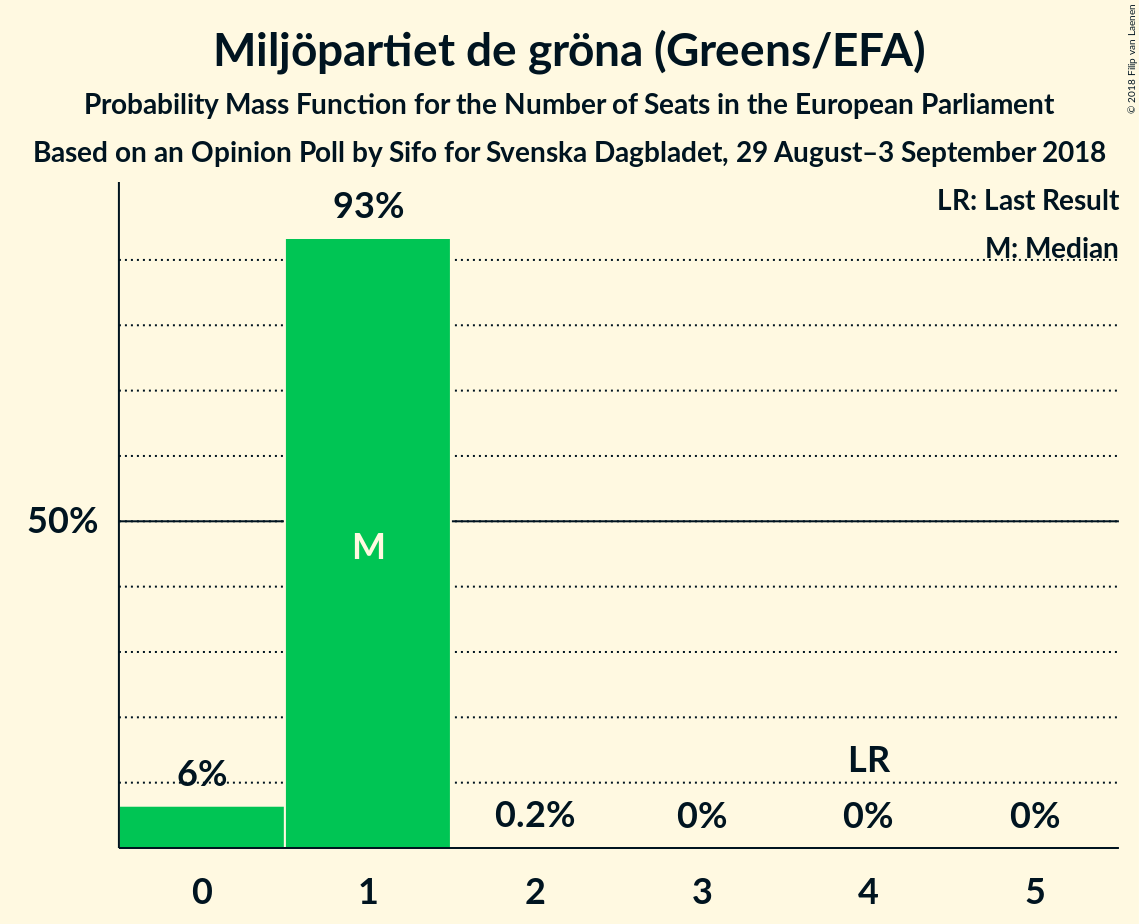 Miljöpartiet de gröna (Greens/EFA)
Probability Mass Function for the Number of Seats in the European Parliament
Based on an Opinion Poll by Sifo for Svenska Dagbladet, 29 August–3 September 2018
© 2018 Filip van Laenen
LR: Last Result
M: Median
93%
50%
M
6%
LR
0.2%
0%
0%
0%
0
1
2
3
4
5